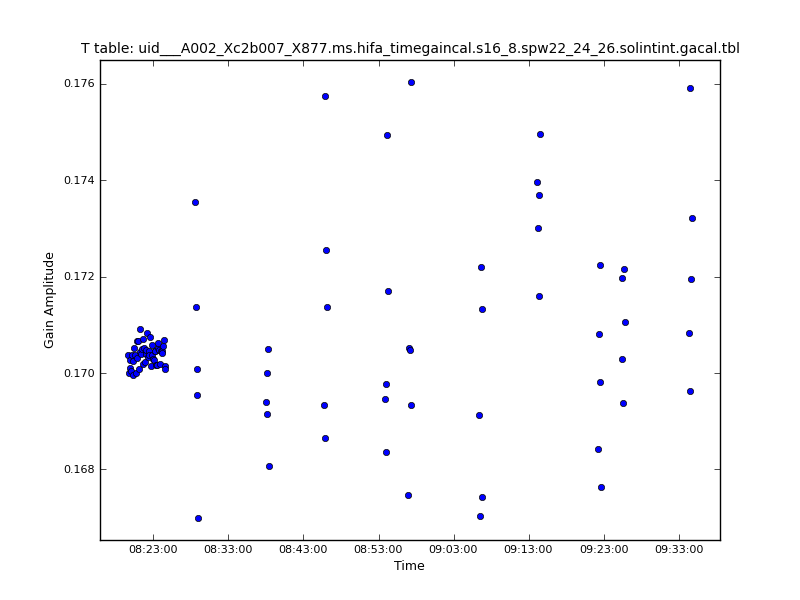 T table: uid___A002_Xc2b007_X877.ms.hifa_timegaincal.s16_8.spw22_24_26.solintint.gacal.tbl
0.176
0.174
0.172
0.170
0.168
Gain Amplitude
08:23:00 08:33:00 08:43:00 08:53:00 09:03:00 09:13:00 09:23:00 09:33:00
Time